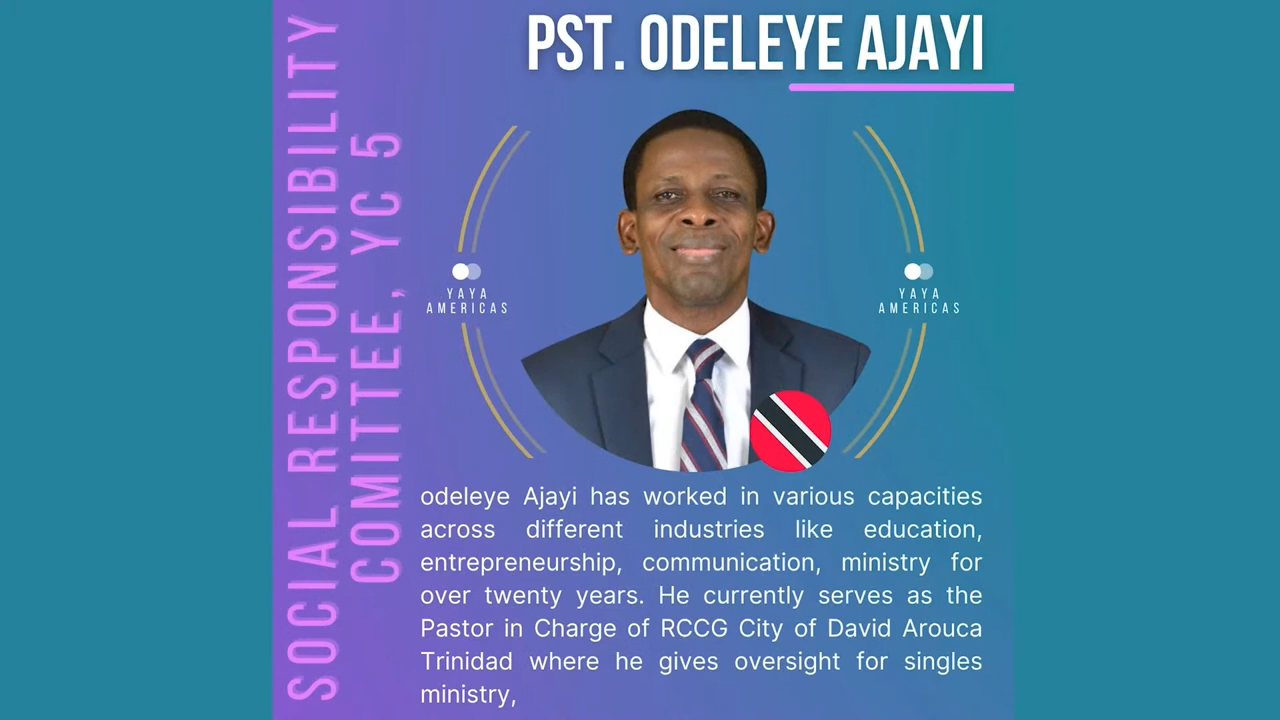 PST. ODELEYE AJAYI
SOCIAL RESPONSIBILITY
COMITTEE, YC 5
YAYA
AMERICAS
YAYA
AMERICAS
odeleye Ajayi has worked in various capacities
across different industries like education,
entrepreneurship, communication, ministry for
over twenty years. He currently serves as the
Pastor in Charge of RCCG City of David Arouca
Trinidad where he gives oversight for singles
ministry,